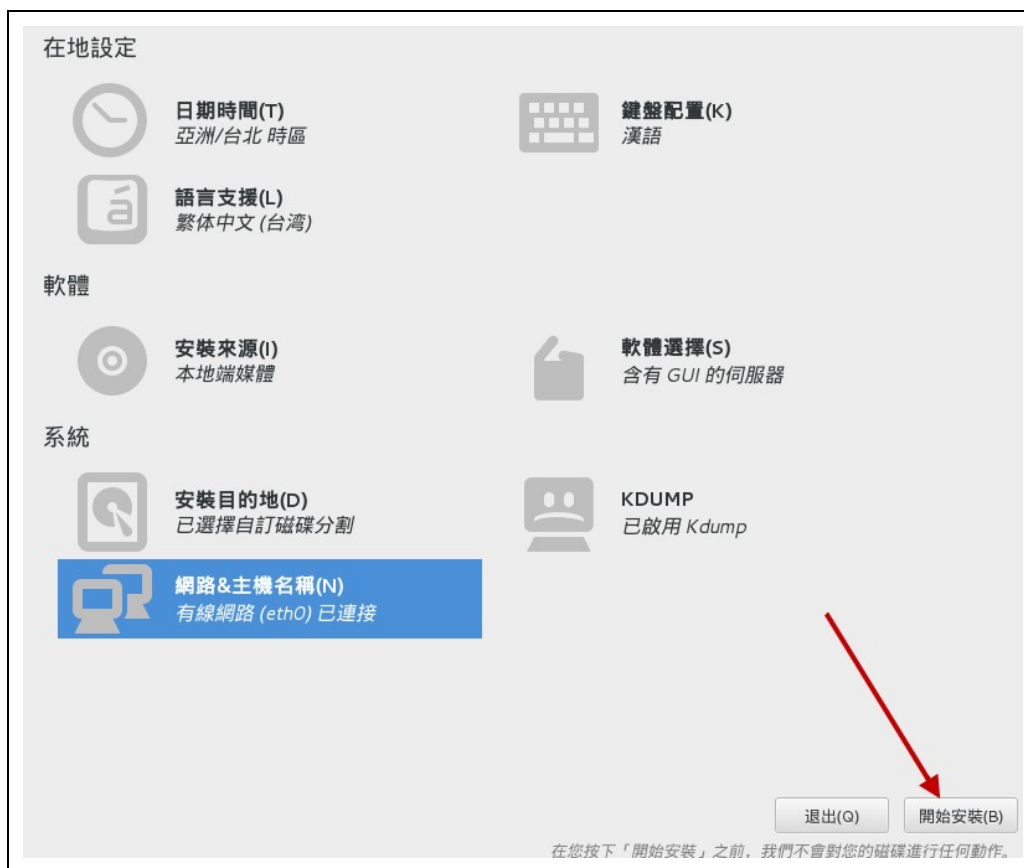 在地設定
日期時間(T)
亞洲/台北 時區
鍵盤配置(K)
漢語
語言支援(L)
繁体中文 (台湾)
軟體
安裝來源(I)
本地端媒體
軟體選擇(S)
含有 GUI 的伺服器
系統
安裝目的地(D)
已選擇自訂磁碟分割
KDUMP
已啟用 Kdump
網路&主機名稱(N)
有線網路 (eth0) 已連接
退出(Q)
開始安裝(B)
在您按下「開始安裝」之前，我們不會對您的磁碟進行任何動作。